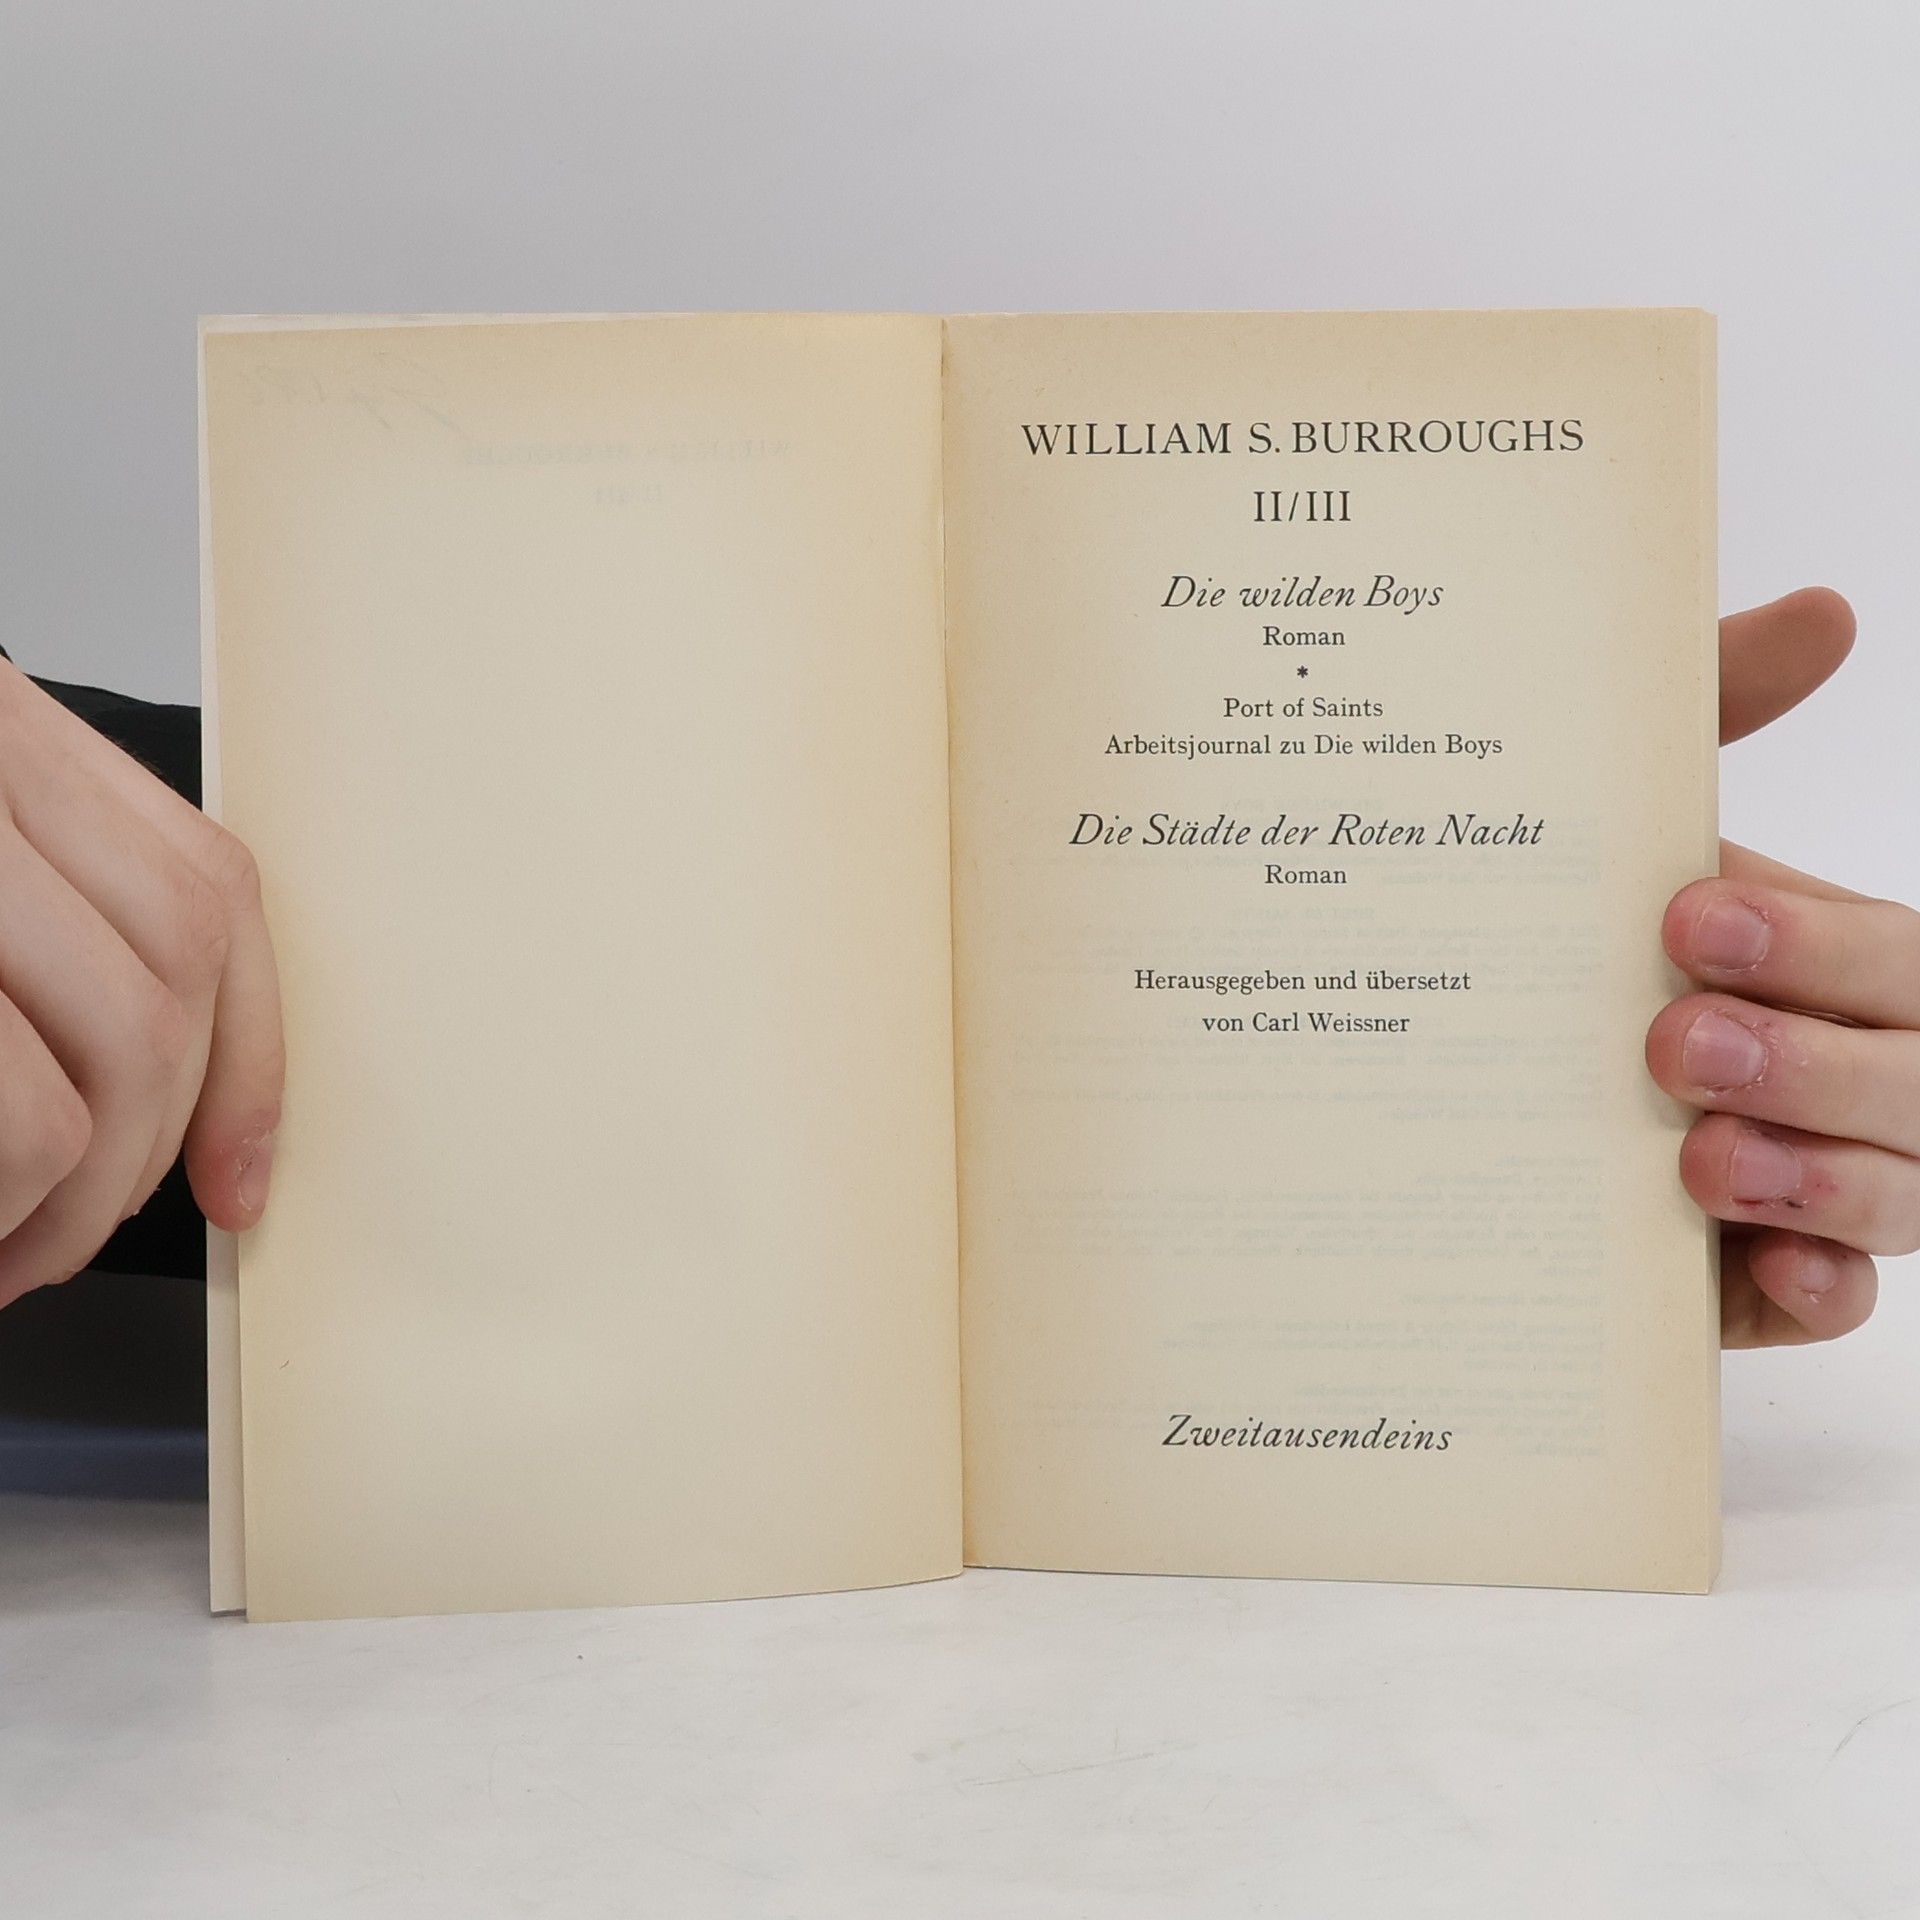 WILLIAM S. BURROUGHS
II/III
Die wilden Boys
Roman
*
Port of Saints
Arbeitsjournal zu Die wilden Boys
Die Städte der Roten Nacht
Roman
Herausgegeben und übersetzt
von Carl Weissner
Zweitausendeins